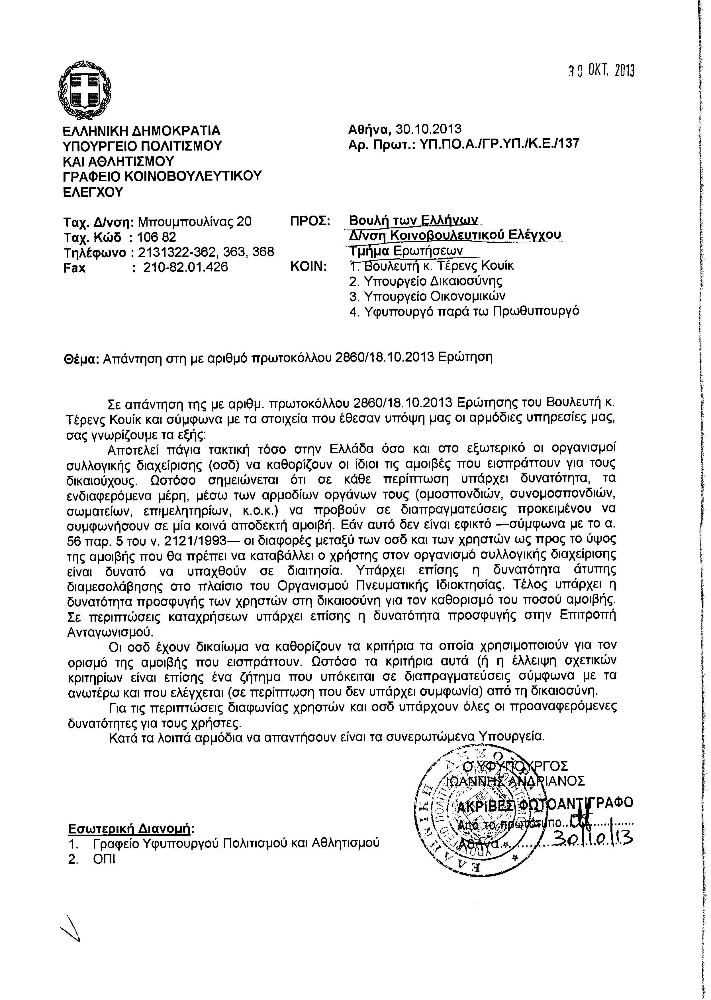 30 ΟΚΤ. 2013
ΕΛΛΗΝΙΚΗ ΔΗΜΟΚΡΑΤΙΑ
ΥΠΟΥΡΓΕΙΟ ΠΟΛΙΤΙΣΜΟΥ
ΚΑΙ ΑΘΛΗΤΙΣΜΟΥ
ΓΡΑΦΕΙΟ ΚΟΙΝΟΒΟΥΛΕΥΤΙΚΟΥ
ΕΛΕΓΧΟΥ
Αθήνα, 30.10.2013
Αρ. Πρωτ.: ΥΠ.ΠΟ.Α./ΓΡ.ΥΠ./Κ.Ε./137
Ταχ. Δ/νση: Μπουμπουλίνας 20
Ταχ. Κώδ : 106 82
Τηλέφωνο : 2131322-362, 363, 368
Fax : 210-82.01.426
ΠΡΟΣ: Βουλή των Ελλήνων
Δ/νση Κοινοβουλευτικού Ελέγχου
Τμήμα Ερωτήσεων
ΚΟΙΝ: 1. Βουλευτή κ. Τέρενς Κουίκ
2. Υπουργείο Δικαιοσύνης
3. Υπουργείο Οικονομικών
4. Υφυπουργό παρά τω Πρωθυπουργό
Θέμα: Απάντηση στη με αριθμό πρωτοκόλλου 2860/18.10.2013 Ερώτηση
Σε απάντηση της με αριθμ. πρωτοκόλλου 2860/18.10.2013 Ερώτησης του Βουλευτή κ.
Τέρενς Κουίκ και σύμφωνα με τα στοιχεία που έθεσαν υπόψη μας οι αρμόδιες υπηρεσίες μας,
σας γνωρίζουμε τα εξής:
Αποτελεί πάγια τακτική τόσο στην Ελλάδα όσο και στο εξωτερικό οι οργανισμοί
συλλογικής διαχείρισης (οσδ) να καθορίζουν οι ίδιοι τις αμοιβές που εισπράττουν για τους
δικαιούχους. Ωστόσο σημειώνεται ότι σε κάθε περίπτωση υπάρχει δυνατότητα, τα
ενδιαφερόμενα μέρη, μέσω των αρμοδίων οργάνων τους (ομοσπονδιών, συνομοσπονδιών,
σωματείων, επιμελητηρίων, κ.ο.κ.) να προβούν σε διαπραγματεύσεις προκειμένου να
συμφωνήσουν σε μία κοινά αποδεκτή αμοιβή. Εάν αυτό δεν είναι εφικτό —σύμφωνα με το α.
56 παρ. 5 του ν. 2121/1993— οι διαφορές μεταξύ των οσδ και των χρηστών ως προς το ύψος
της αμοιβής που θα πρέπει να καταβάλλει ο χρήστης στον οργανισμό συλλογικής διαχείρισης
είναι δυνατό να υπαχθούν σε διαιτησία. Υπάρχει επίσης η δυνατότητα άτυπης
διαμεσολάβησης στο πλαίσιο του Οργανισμού Πνευματικής Ιδιοκτησίας. Τέλος υπάρχει η
δυνατότητα προσφυγής των χρηστών στη δικαιοσύνη για τον καθορισμό του ποσού αμοιβής.
Σε περιπτώσεις καταχρήσεων υπάρχει επίσης η δυνατότητα προσφυγής στην Επιτροπή
Ανταγωνισμού.
Οι οσδ έχουν δικαίωμα να καθορίζουν τα κριτήρια τα οποία χρησιμοποιούν για τον
ορισμό της αμοιβής που εισπράττουν. Ωστόσο τα κριτήρια αυτά (ή η έλλειψη σχετικών
κριτηρίων είναι επίσης ένα ζήτημα που υπόκειται σε διαπραγματεύσεις σύμφωνα με τα
ανωτέρω και που ελέγχεται (σε περίπτωση που δεν υπάρχει συμφωνία) από τη δικαιοσύνη.
Για τις περιπτώσεις διαφωνίας χρηστών και οσδ υπάρχουν όλες οι προαναφερόμενες
δυνατότητες για τους χρήστες.
Κατά τα λοιπά αρμόδια να απαντήσουν είναι τα συνερωτώμενα Υπουργεία.
Ο ΥΦΥΠΟΥΡΓΟΣ
ΙΩΑΝΝΗΣ ΑΝΔΡΙΑΝΟΣ
ΑΚΡΙΒΕΣ ΦΩΤΟΑΝΤΙΓΡΑΦΟ
Από το πρωτότυπο
Αθήνα 30/10/13
ΕΛΛΗΝΙΚΗ ΔΗΜΟΚΡΑΤΙΑ
Εσωτερική Διανομή:
1. Γραφείο Υφυπουργού Πολιτισμού και Αθλητισμού
2. ΟΠΙ